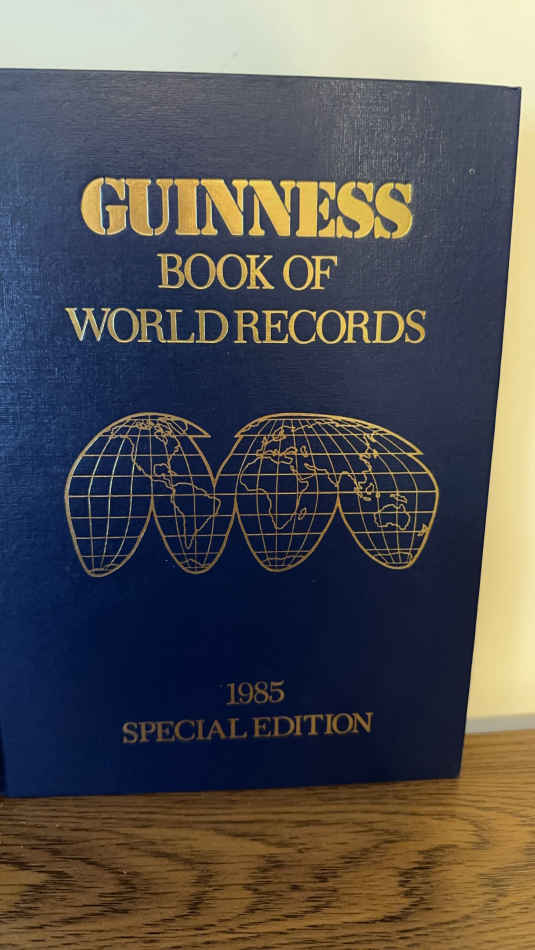 GUINNESS
BOOK OF
WORLD RECORDS
1985
SPECIAL EDITION